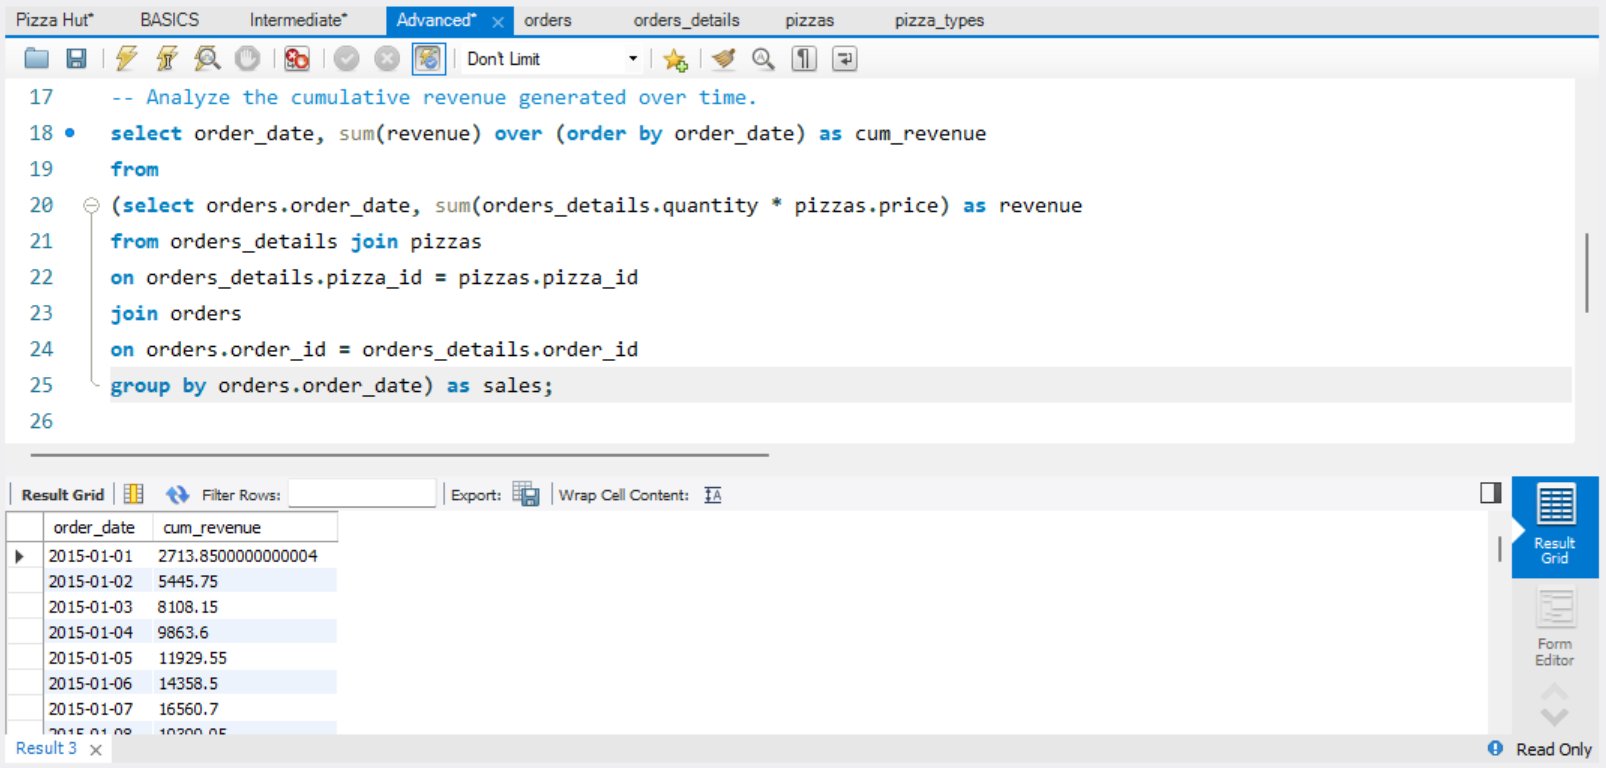 Pizza Hut* BASICS Intermediate* Advanced* orders orders_details pizzas pizza_types
Don't Limit
17 -- Analyze the cumulative revenue generated over time.
18 select order_date, sum(revenue) over (order by order_date) as cum_revenue
19 from
20 (select orders.order_date, sum(orders_details.quantity * pizzas.price) as revenue
21 from orders_details join pizzas
22 on orders_details.pizza_id = pizzas.pizza_id
23 join orders
24 on orders.order_id = orders_details.order_id
25 group by orders.order_date) as sales;
26
Result Grid Filter Rows: Export: Wrap Cell Content:
order_date cum_revenue
2015-01-01 2713.8500000000004
2015-01-02 5445.75
2015-01-03 8108.15
2015-01-04 9863.6
2015-01-05 11929.55
2015-01-06 14358.5
2015-01-07 16560.7
Result
Grid
Form
Editor
Result 3 Read Only